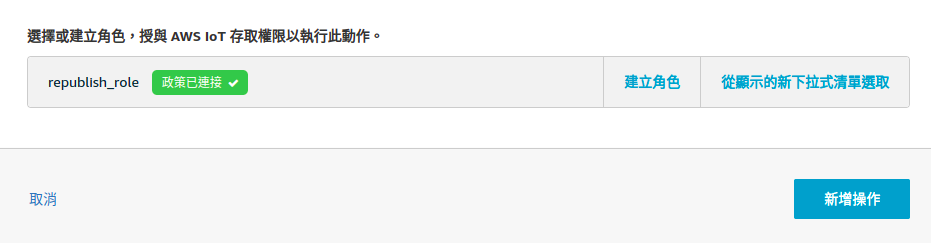 選擇或建立角色，授與 AWS IoT 存取權限以執行此動作。
republish_role 政策已連接 建立角色 從顯示的新下拉式清單選取
取消 新增操作